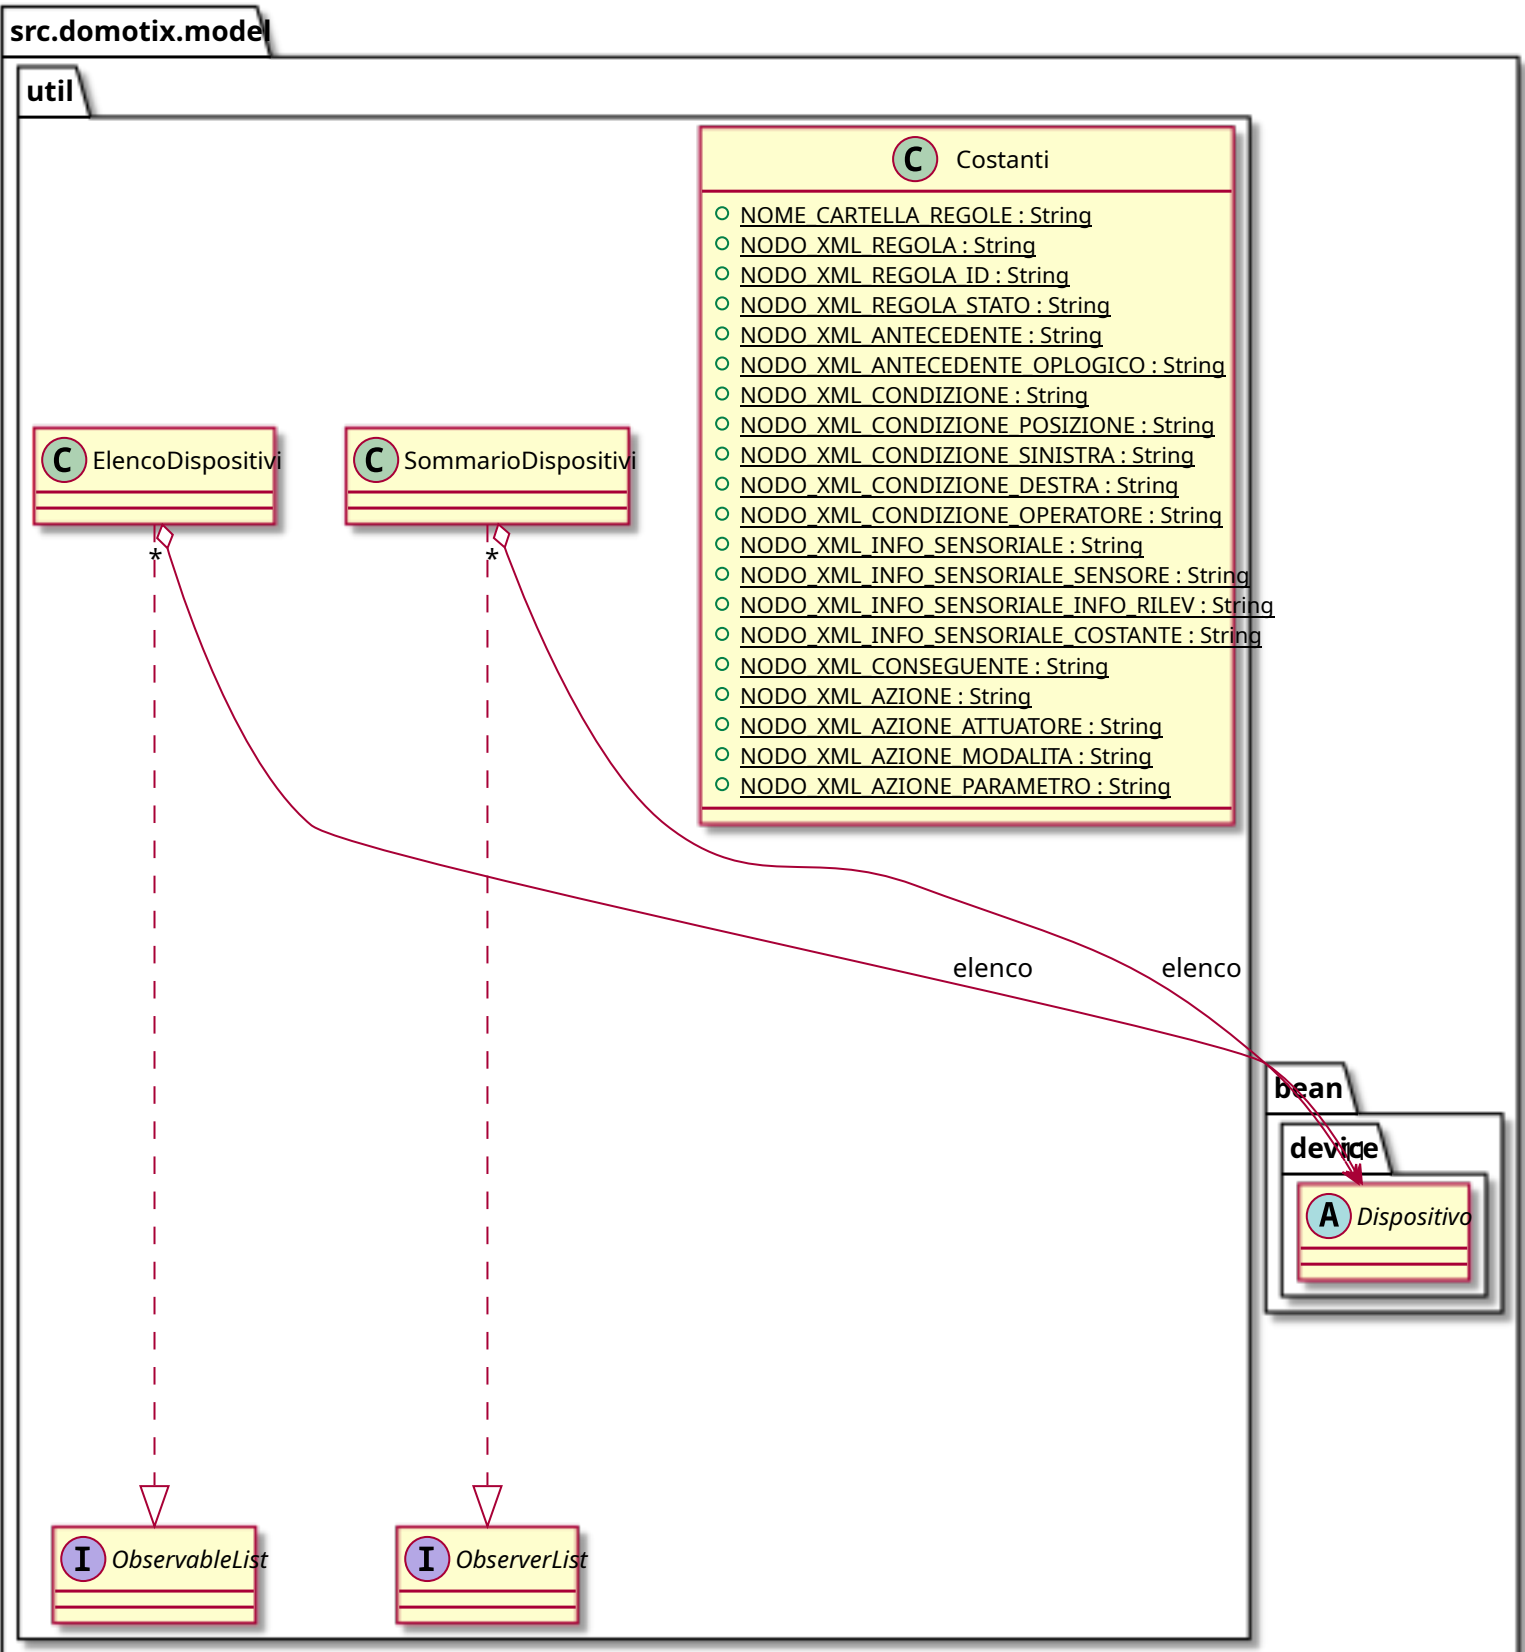 src.domotix.model
util
C Costanti
NOME_CARTELLA_REGOLE : String
NODO_XML_REGOLA : String
NODO_XML_REGOLA_ID : String
NODO_XML_REGOLA_STATO : String
NODO_XML_ANTECEDENTE : String
NODO_XML_ANTECEDENTE_OPLOGICO : String
NODO_XML_CONDIZIONE : String
NODO_XML_CONDIZIONE_POSIZIONE : String
NODO_XML_CONDIZIONE_SINISTRA : String
NODO_XML_CONDIZIONE_DESTRA : String
NODO_XML_CONDIZIONE_OPERATORE : String
NODO_XML_INFO_SENSORIALE : String
NODO_XML_INFO_SENSORIALE_SENSORE : String
NODO_XML_INFO_SENSORIALE_INFO_RILEV : String
NODO_XML_INFO_SENSORIALE_COSTANTE : String
NODO_XML_CONSEGUENTE : String
NODO_XML_AZIONE : String
NODO_XML_AZIONE_ATTUATORE : String
NODO_XML_AZIONE_MODALITA : String
NODO_XML_AZIONE_PARAMETRO : String
C ElencoDispositivi
C SommarioDispositivi
*
*
elenco
elenco
bean
device
A Dispositivo
I ObservableList
I ObserverList